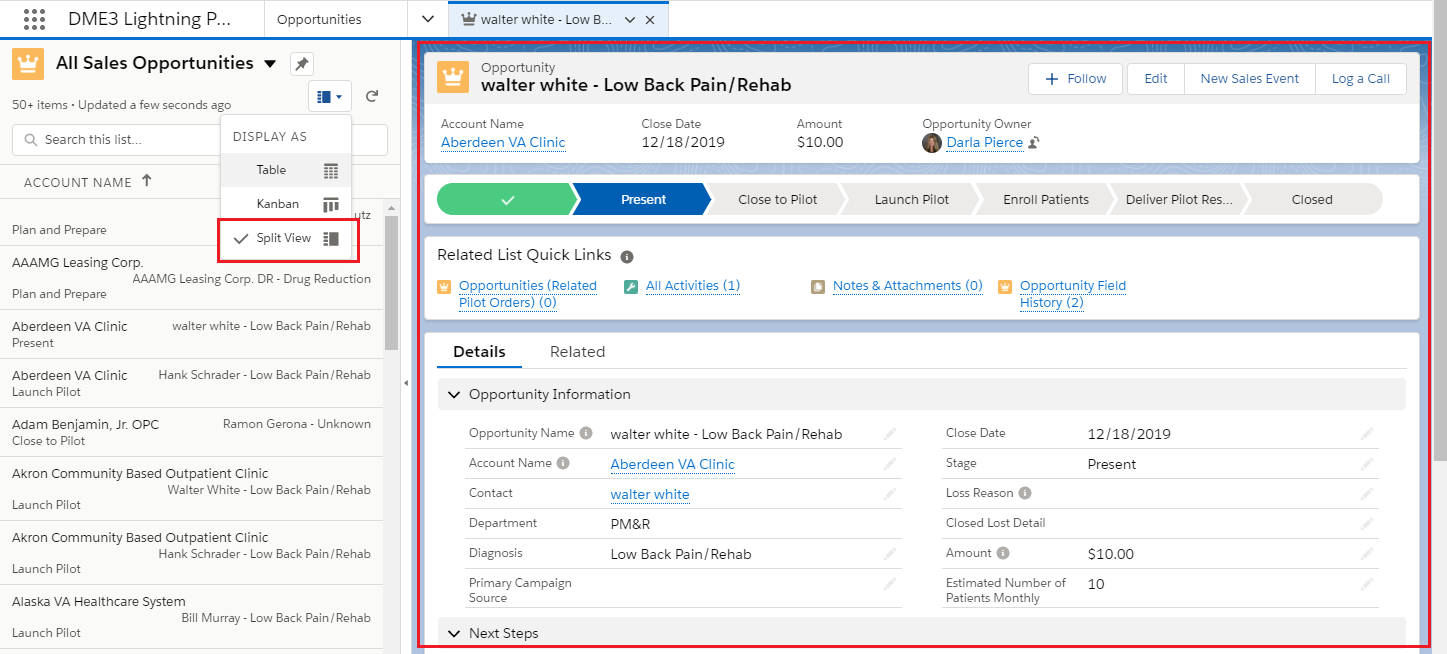 DME3 Lightning P...
Opportunities
walter white - Low B...
All Sales Opportunities
50+ items • Updated a few seconds ago
Search this list...
DISPLAY AS
Table
Kanban
Split View
ACCOUNT NAME
utz
Plan and Prepare
AAAMG Leasing Corp.
AAAMG Leasing Corp. DR - Drug Reduction
Plan and Prepare
Aberdeen VA Clinic
walter white - Low Back Pain/Rehab
Present
Aberdeen VA Clinic
Hank Schrader - Low Back Pain/Rehab
Launch Pilot
Adam Benjamin, Jr. OPC
Ramon Gerona - Unknown
Close to Pilot
Akron Community Based Outpatient Clinic
Walter White - Low Back Pain/Rehab
Launch Pilot
Akron Community Based Outpatient Clinic
Hank Schrader - Low Back Pain/Rehab
Launch Pilot
Alaska VA Healthcare System
Bill Murray - Low Back Pain/Rehab
Launch Pilot
Opportunity
walter white - Low Back Pain/Rehab
Follow
Edit
New Sales Event
Log a Call
Account Name
Aberdeen VA Clinic
Close Date
12/18/2019
Amount
$10.00
Opportunity Owner
Darla Pierce
Present
Close to Pilot
Launch Pilot
Enroll Patients
Deliver Pilot Res...
Closed
Related List Quick Links
Opportunities (Related
Pilot Orders) (0)
All Activities (1)
Notes & Attachments (0)
Opportunity Field
History (2)
Details
Related
Opportunity Information
Opportunity Name
walter white - Low Back Pain/Rehab
Account Name
Aberdeen VA Clinic
Contact
walter white
Department
PM&R
Diagnosis
Low Back Pain/Rehab
Primary Campaign
Source
Close Date
12/18/2019
Stage
Present
Loss Reason
Closed Lost Detail
Amount
$10.00
Estimated Number of
Patients Monthly
10
Next Steps